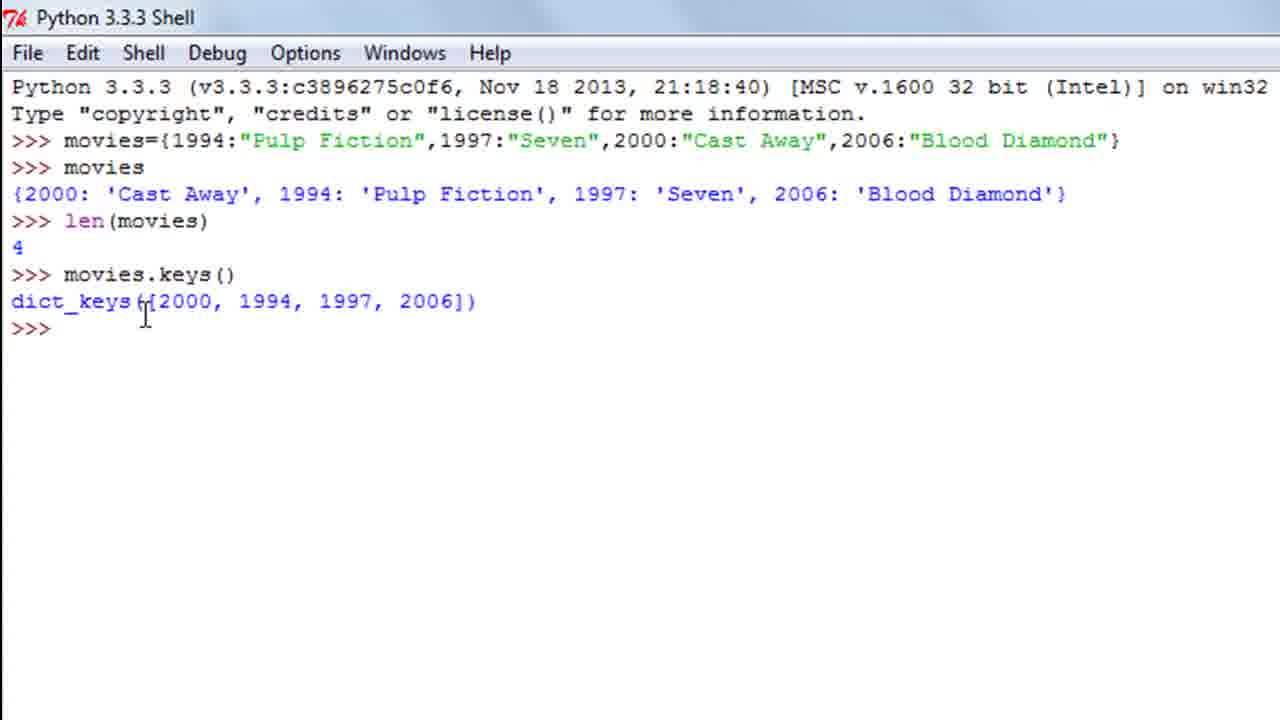 Python 3.3.3 Shell
File Edit Shell Debug Options Windows Help
Python 3.3.3 (v3.3.3:c3896275c0f6, Nov 18 2013, 21:18:40) [MSC v.1600 32 bit (Intel)] on win32
Type "copyright", "credits" or "license()" for more information.
>>> movies={1994:"Pulp Fiction",1997:"Seven",2000:"Cast Away",2006:"Blood Diamond"}
>>> movies
{2000: 'Cast Away', 1994: 'Pulp Fiction', 1997: 'Seven', 2006: 'Blood Diamond'}
>>> len(movies)
4
>>> movies.keys()
dict_keys([2000, 1994, 1997, 2006])
>>>